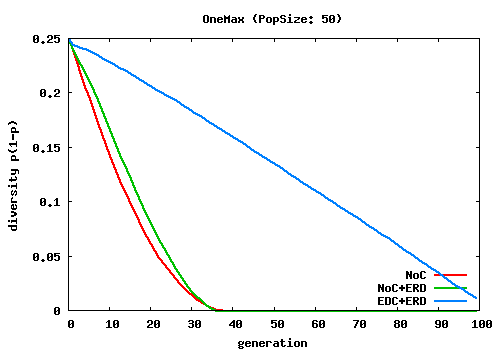 OneMax (PopSize: 50)
0.25
0.2
0.15
0.1
0.05
0
diversity p(1-p)
NoC
NoC+ERD
EDC+ERD
0 10 20 30 40 50 60 70 80 90 100
generation